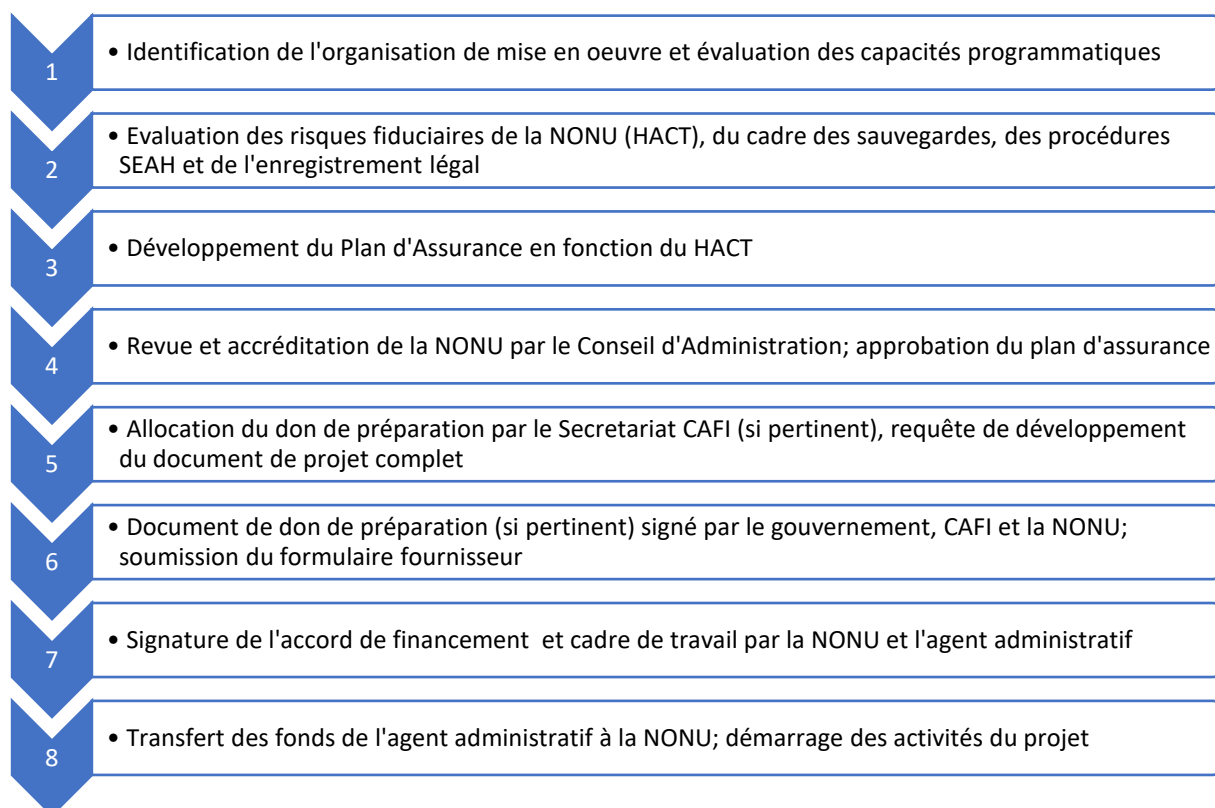 1
• Identification de l'organisation de mise en oeuvre et évaluation des capacités programmatiques
2
• Evaluation des risques fiduciaires de la NONU (HACT), du cadre des sauvegardes, des procédures
SEAH et de l'enregistrement légal
3
• Développement du Plan d'Assurance en fonction du HACT
4
• Revue et accréditation de la NONU par le Conseil d'Administration; approbation du plan d'assurance
5
• Allocation du don de préparation par le Secretariat CAFI (si pertinent), requête de développement
du document de projet complet
6
• Document de don de préparation (si pertinent) signé par le gouvernement, CAFI et la NONU;
soumission du formulaire fournisseur
7
• Signature de l'accord de financement et cadre de travail par la NONU et l'agent administratif
8
• Transfert des fonds de l'agent administratif à la NONU; démarrage des activités du projet